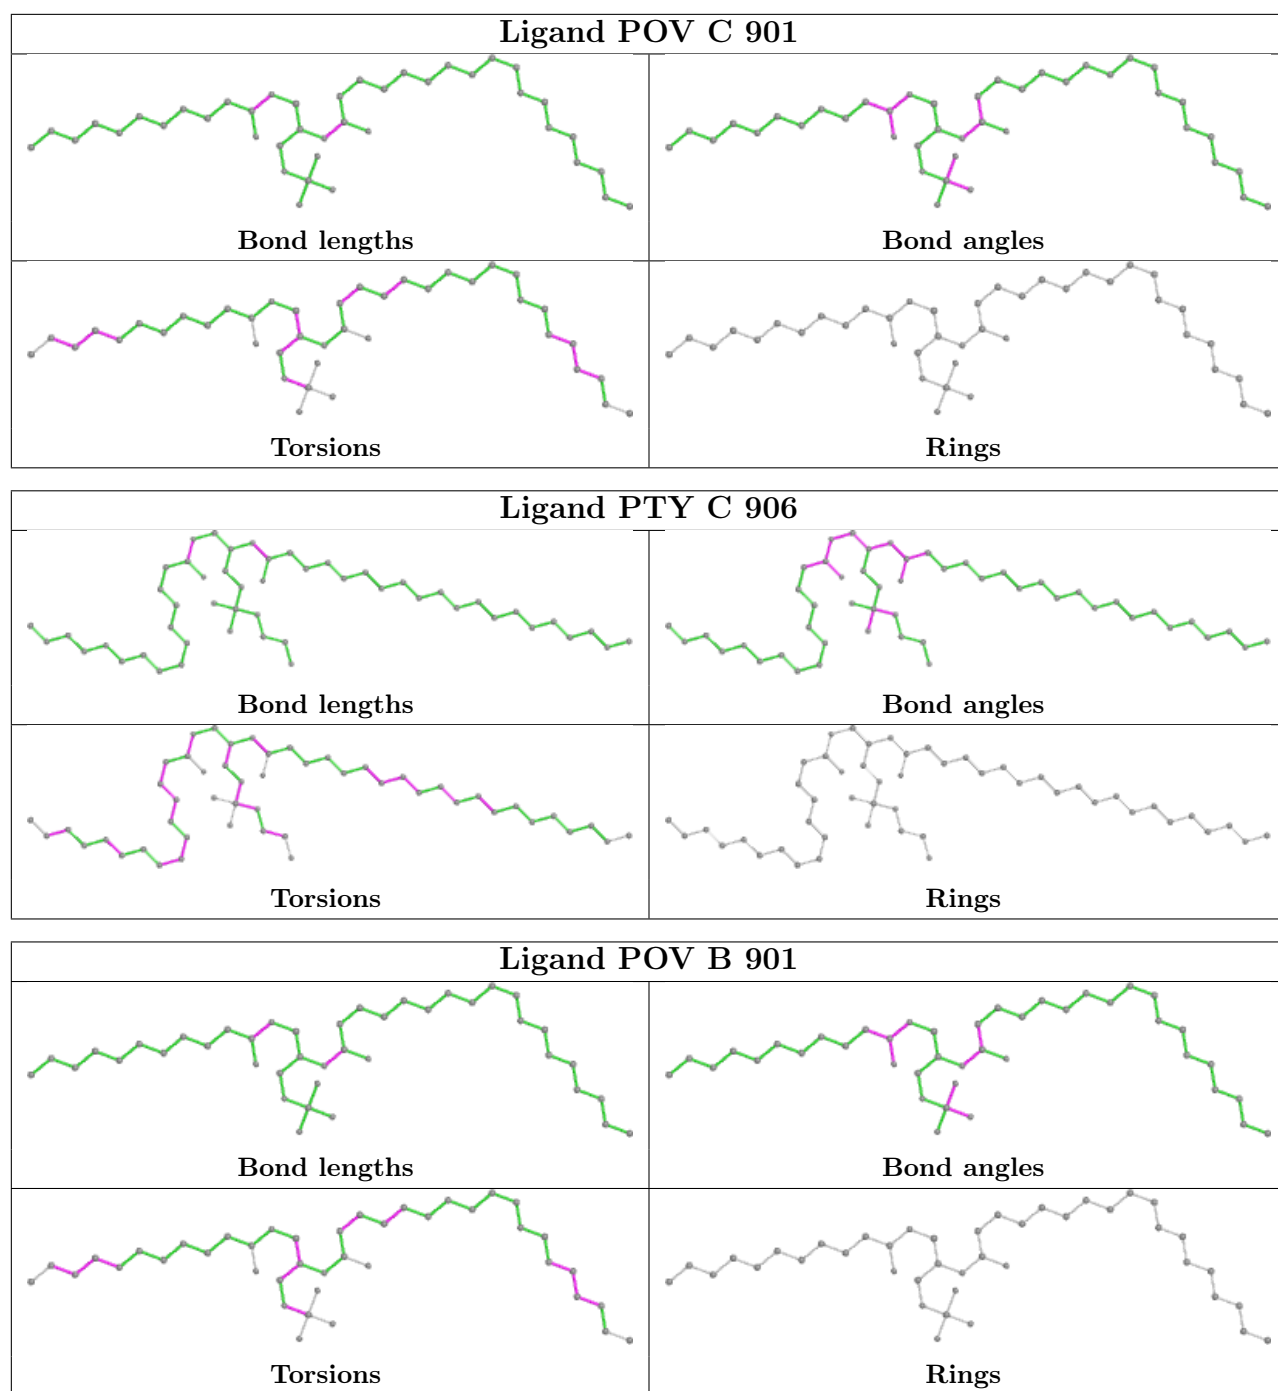 Ligand POV C 901
Bond lengths
Bond angles
Torsions
Rings
Ligand PTY C 906
Bond lengths
Bond angles
Torsions
Rings
Ligand POV B 901
Bond lengths
Bond angles
Torsions
Rings